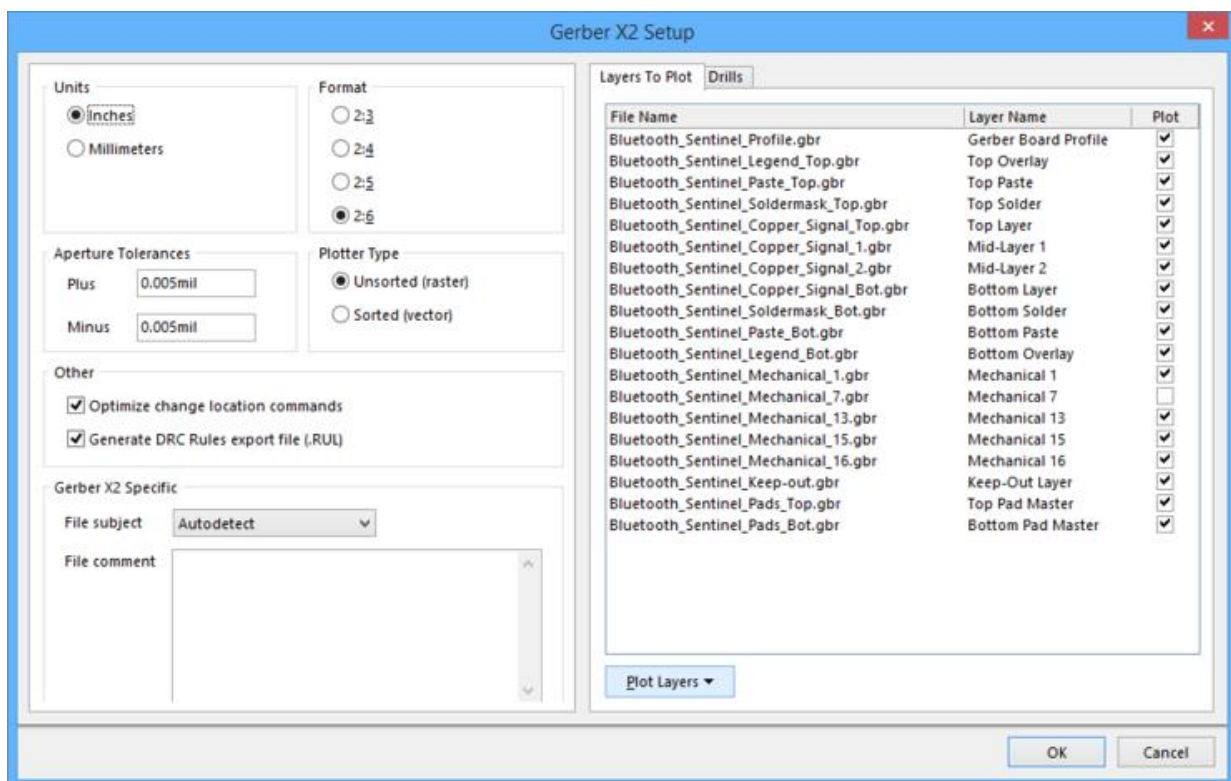 Gerber X2 Setup
Units
Inches
Millimeters
Format
2:3
2:4
2:5
2:6
Aperture Tolerances
Plus 0.005mil
Minus 0.005mil
Plotter Type
Unsorted (raster)
Sorted (vector)
Other
Optimize change location commands
Generate DRC Rules export file (.RUL)
Gerber X2 Specific
File subject Autodetect
File comment
Layers To Plot Drills
File Name Layer Name Plot
Bluetooth_Sentinel_Profile.gbr Gerber Board Profile
Bluetooth_Sentinel_Legend_Top.gbr Top Overlay
Bluetooth_Sentinel_Paste_Top.gbr Top Paste
Bluetooth_Sentinel_Soldermask_Top.gbr Top Solder
Bluetooth_Sentinel_Copper_Signal_Top.gbr Top Layer
Bluetooth_Sentinel_Copper_Signal_1.gbr Mid-Layer 1
Bluetooth_Sentinel_Copper_Signal_2.gbr Mid-Layer 2
Bluetooth_Sentinel_Copper_Signal_Bot.gbr Bottom Layer
Bluetooth_Sentinel_Soldermask_Bot.gbr Bottom Solder
Bluetooth_Sentinel_Paste_Bot.gbr Bottom Paste
Bluetooth_Sentinel_Legend_Bot.gbr Bottom Overlay
Bluetooth_Sentinel_Mechanical_1.gbr Mechanical 1
Bluetooth_Sentinel_Mechanical_7.gbr Mechanical 7
Bluetooth_Sentinel_Mechanical_13.gbr Mechanical 13
Bluetooth_Sentinel_Mechanical_15.gbr Mechanical 15
Bluetooth_Sentinel_Mechanical_16.gbr Mechanical 16
Bluetooth_Sentinel_Keep-out.gbr Keep-Out Layer
Bluetooth_Sentinel_Pads_Top.gbr Top Pad Master
Bluetooth_Sentinel_Pads_Bot.gbr Bottom Pad Master
Plot Layers
OK Cancel